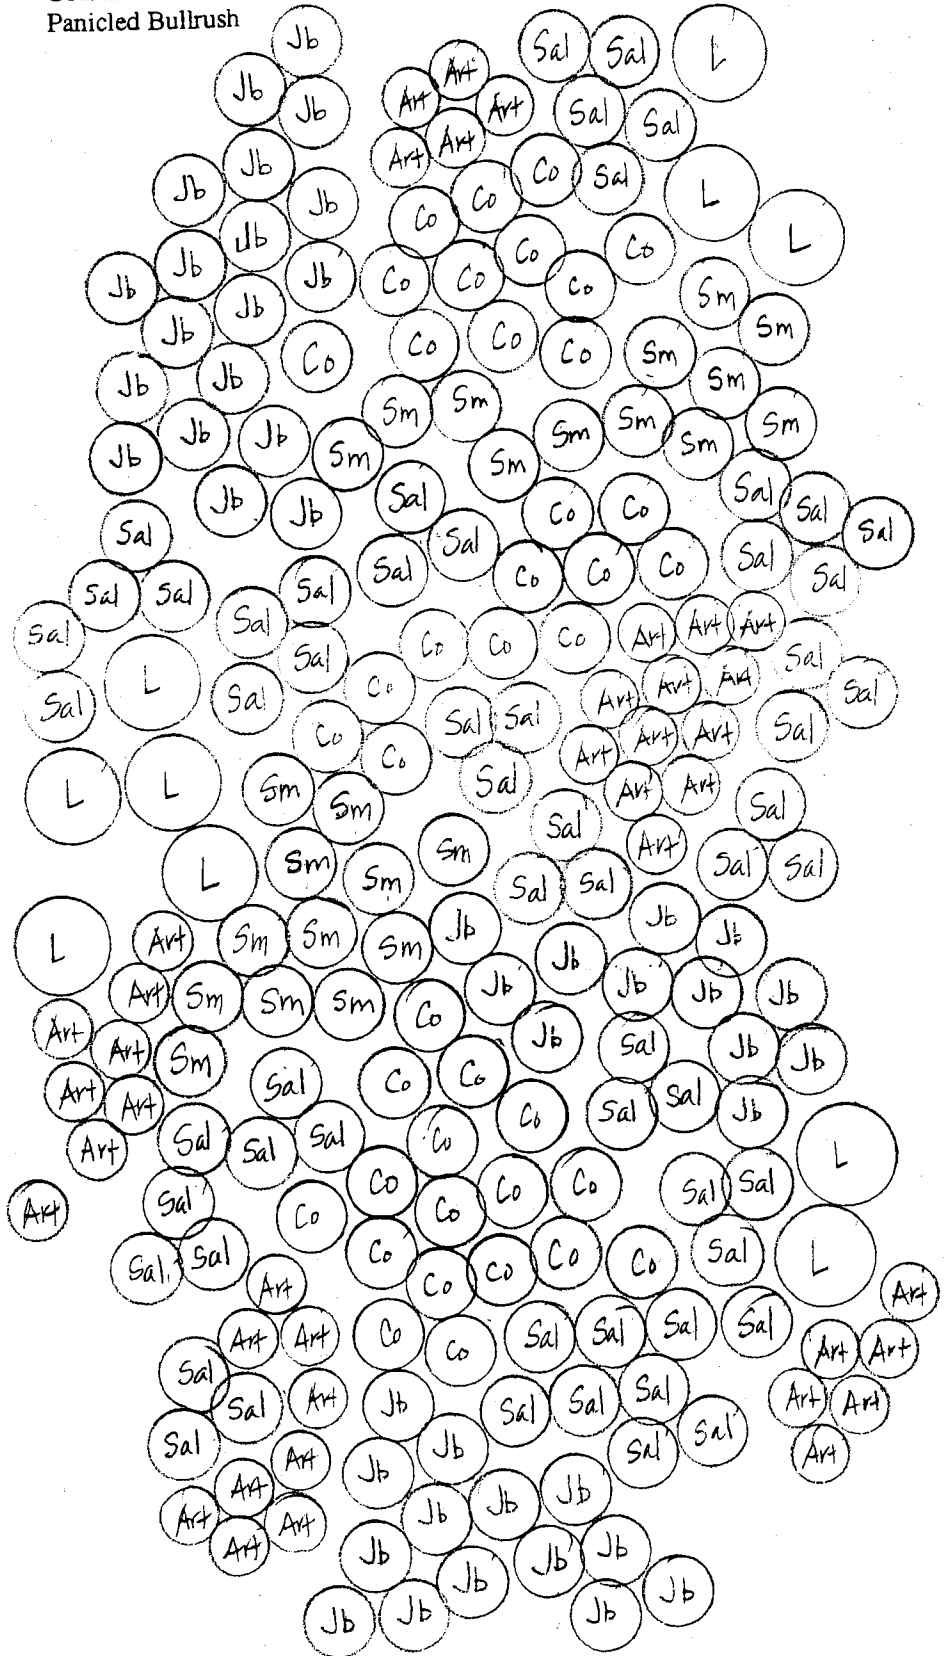 Panicled Bullrush
Jb Sal Sal L
Jb Art Art
Jb Art Sal Sal
Art Art
Jb Jb Co Co Sal L
Jb Co
Jb Co Co L
Jb Jb Jb Co Co Co Sm
Jb Jb Sm
Co Co Co Co Sm
Jb Jb Sm Sm Sm
Jb Jb Jb Sm Sm Sm Sm Sm Sm
Jb Jb Sal Co Co Sal Sal Sal
Sal Sal Sal Co Co Co Sal Sal
Sal Sal Sal Sal
Sal Sal Co Co Co Art Art Art Sal
L Sal Co Art Art Art Sal
Sal Co Sal Sal Art Art Art Sal
L L Sm Co Sal Art Art Sal
Sm Sal
L Sm Sm Sm Sal Sal Art Sal Sal
L Art Sm Sm Sm Jb Jb Jb Jb
Art Sm Sm Sm Co Jb Jb Jb Jb
Art Art Sm Jb Sal Jb Jb
Art Art Sal Co Co Co Sal Sal Jb
Art Sal Sal Sal Co L
Art Sal Co Co Co Co Co Sal Sal
Sal Sal Co Co Co Co Co Sal L
Art Art
Art Art Co Co Sal Sal Sal Sal Art Art
Sal Sal Art Jb Sal Sal Sal Art Art
Sal Art Jb Jb Sal Sal Art
Art Art Art Jb Jb Jb
Art Jb Jb Jb Jb
Jb Jb Jb Jb